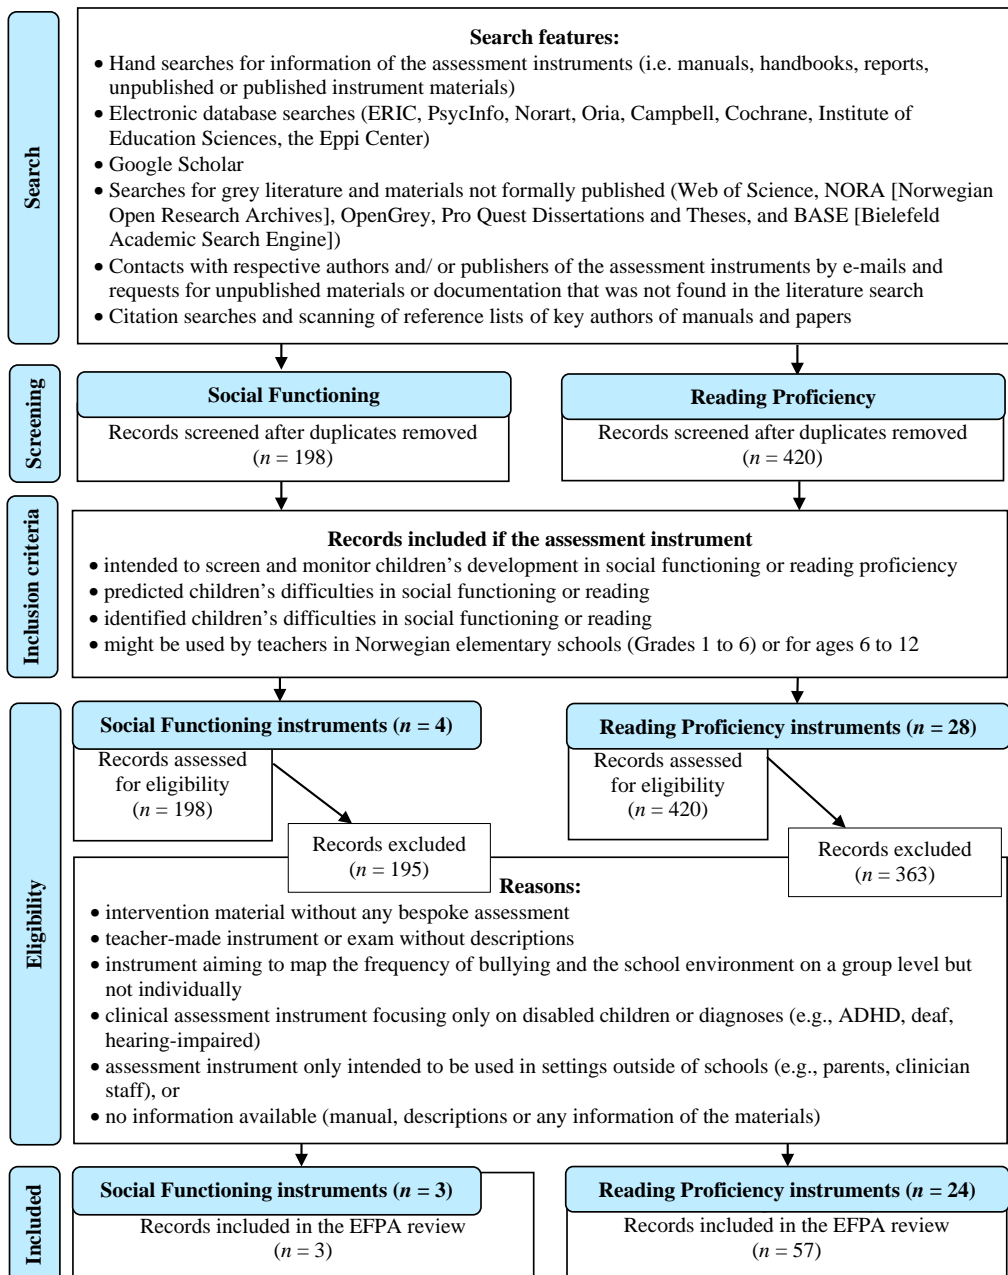 Search
Search features:
• Hand searches for information of the assessment instruments (i.e. manuals, handbooks, reports,
unpublished or published instrument materials)
• Electronic database searches (ERIC, PsycInfo, Norart, Oria, Campbell, Cochrane, Institute of
Education Sciences, the Eppi Center)
• Google Scholar
• Searches for grey literature and materials not formally published (Web of Science, NORA [Norwegian
Open Research Archives], OpenGrey, Pro Quest Dissertations and Theses, and BASE [Bielefeld
Academic Search Engine])
• Contacts with respective authors and/ or publishers of the assessment instruments by e-mails and
requests for unpublished materials or documentation that was not found in the literature search
• Citation searches and scanning of reference lists of key authors of manuals and papers
Screening
Social Functioning
Records screened after duplicates removed
(n = 198)
Reading Proficiency
Records screened after duplicates removed
(n = 420)
Inclusion criteria
Records included if the assessment instrument
• intended to screen and monitor children’s development in social functioning or reading proficiency
• predicted children’s difficulties in social functioning or reading
• identified children’s difficulties in social functioning or reading
• might be used by teachers in Norwegian elementary schools (Grades 1 to 6) or for ages 6 to 12
Eligibility
Social Functioning instruments (n = 4)
Records assessed
for eligibility
(n = 198)
Records excluded
(n = 195)
Reading Proficiency instruments (n = 28)
Records assessed
for eligibility
(n = 420)
Records excluded
(n = 363)
Reasons:
• intervention material without any bespoke assessment
• teacher-made instrument or exam without descriptions
• instrument aiming to map the frequency of bullying and the school environment on a group level but
not individually
• clinical assessment instrument focusing only on disabled children or diagnoses (e.g., ADHD, deaf,
hearing-impaired)
• assessment instrument only intended to be used in settings outside of schools (e.g., parents, clinician
staff), or
• no information available (manual, descriptions or any information of the materials)
Included
Social Functioning instruments (n = 3)
Records included in the EFPA review
(n = 3)
Reading Proficiency instruments (n = 24)
Records included in the EFPA review
(n = 57)